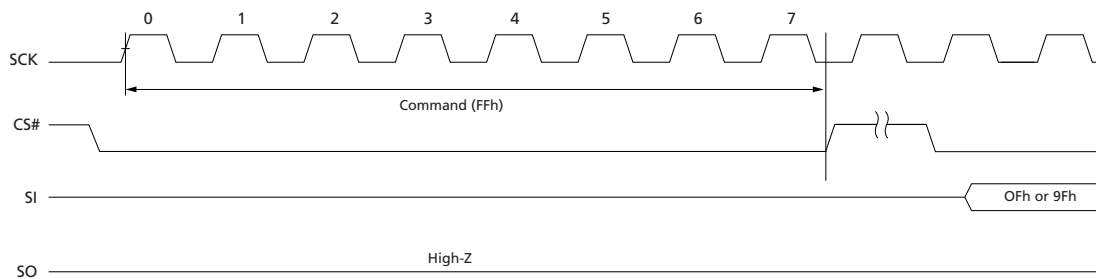 0 1 2 3 4 5 6 7
SCK
Command (FFh)
CS#
SI
OFh or 9Fh
High-Z
SO